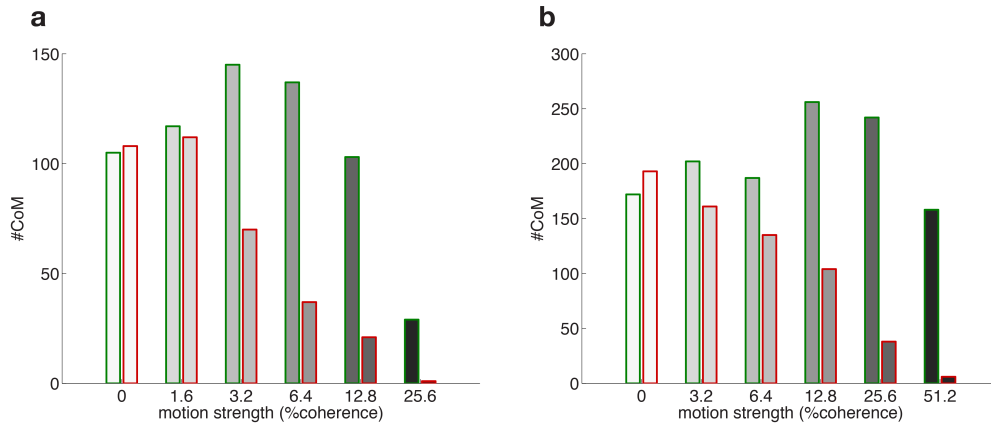 a
150
100
50
0
#CoM
0 1.6 3.2 6.4 12.8 25.6
motion strength (%coherence)
b
300
250
200
150
100
50
0
#CoM
0 3.2 6.4 12.8 25.6 51.2
motion strength (%coherence)